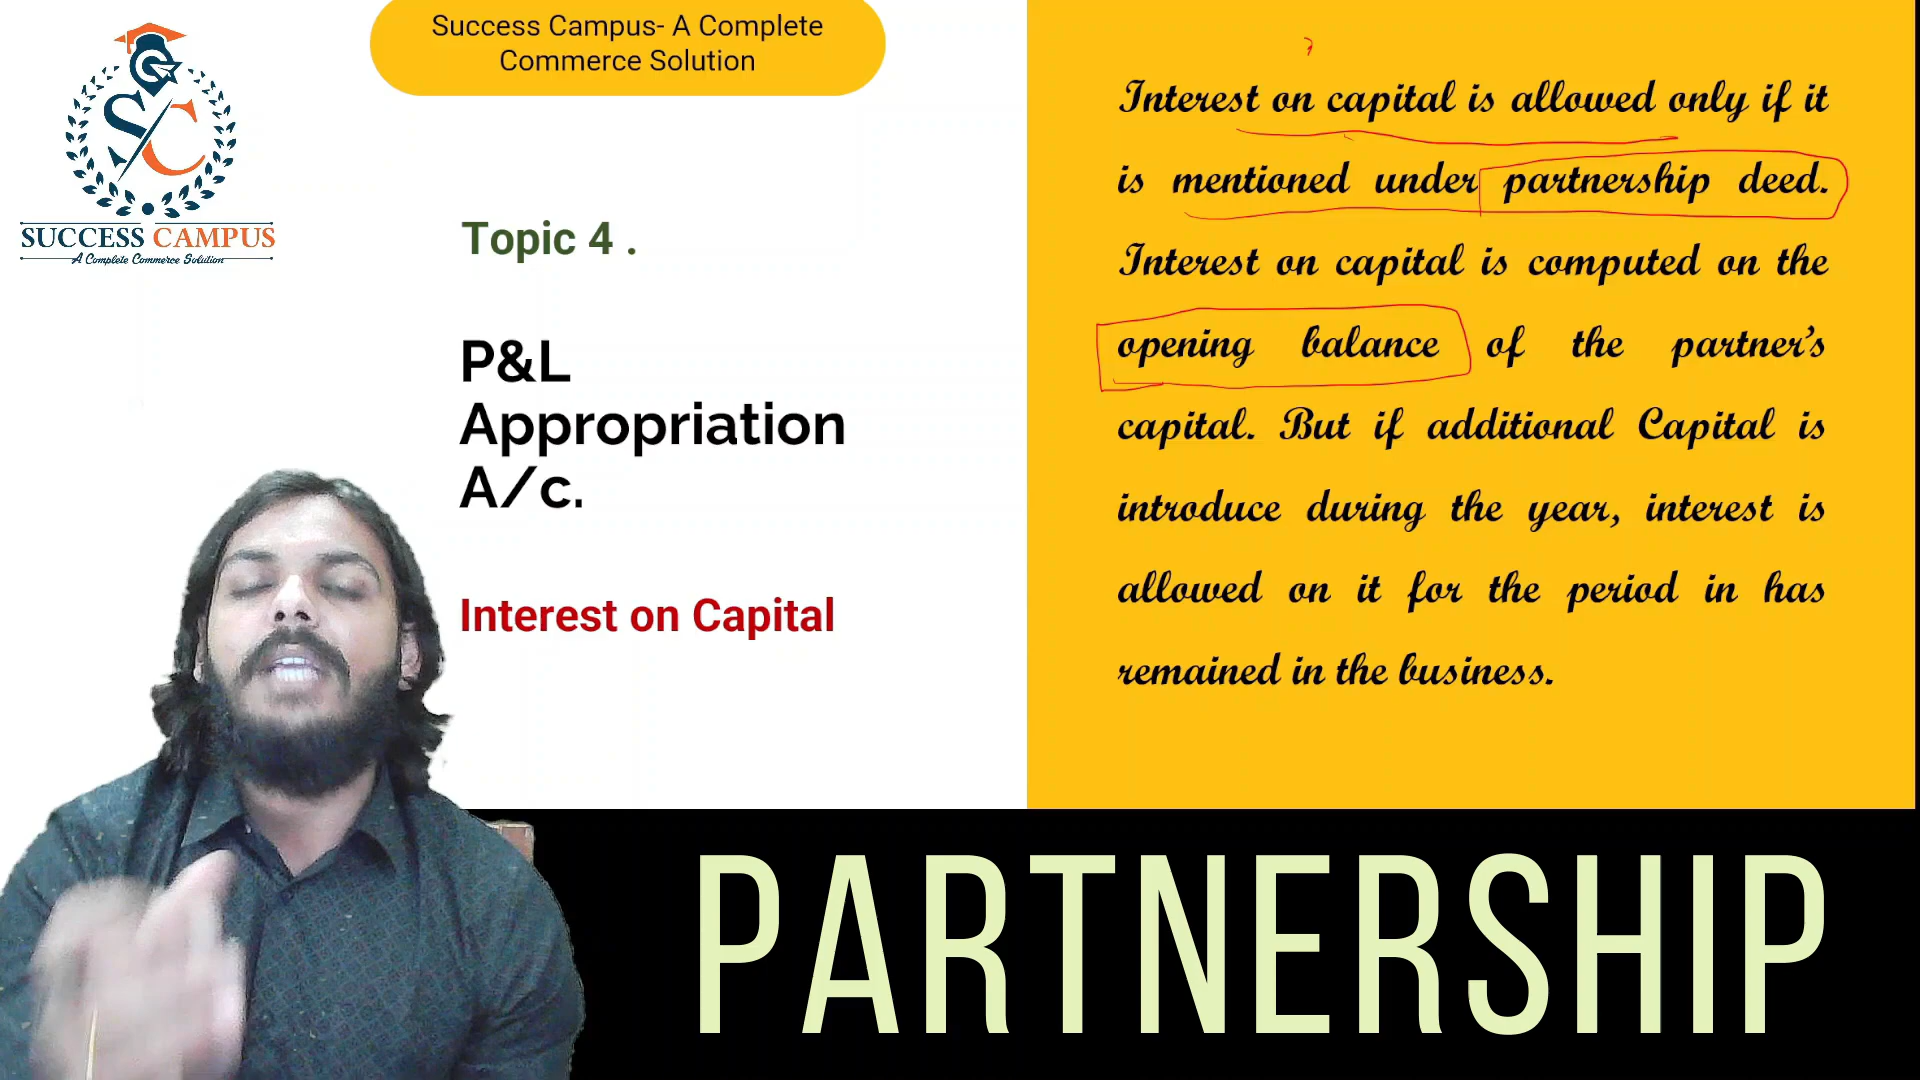 Success Campus- A Complete
Commerce Solution
SC
SUCCESS CAMPUS
A Complete Commerce Solution
Topic 4 .
P&L
Appropriation
A/c.
Interest on Capital
Interest on capital is allowed only if it
is mentioned under partnership deed.
Interest on capital is computed on the
opening balance of the partner's
capital. But if additional Capital is
introduce during the year, interest is
allowed on it for the period in has
remained in the business.
PARTNERSHIP